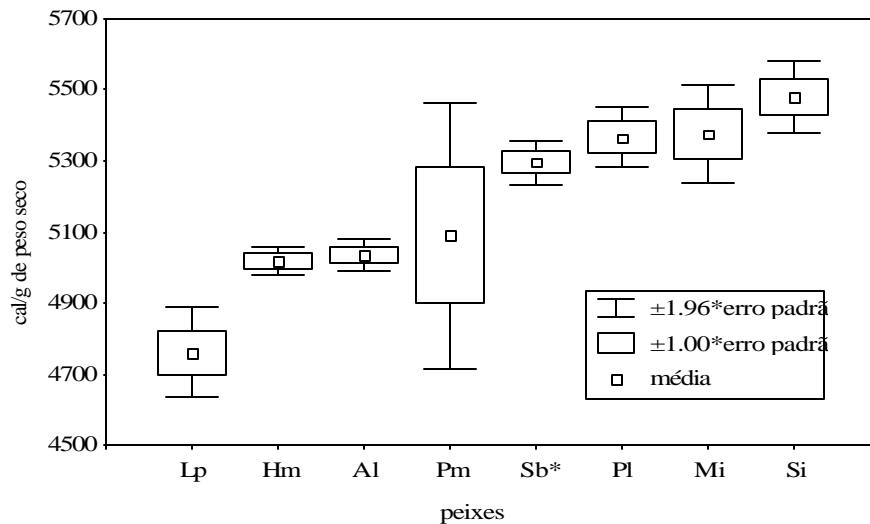 5700
5500
5300
5100
4900
4700
4500
cal/g de peso seco
±1.96*erro padrã
±1.00*erro padrã
média
Lp Hm Al Pm Sb* Pl Mi Si
peixes